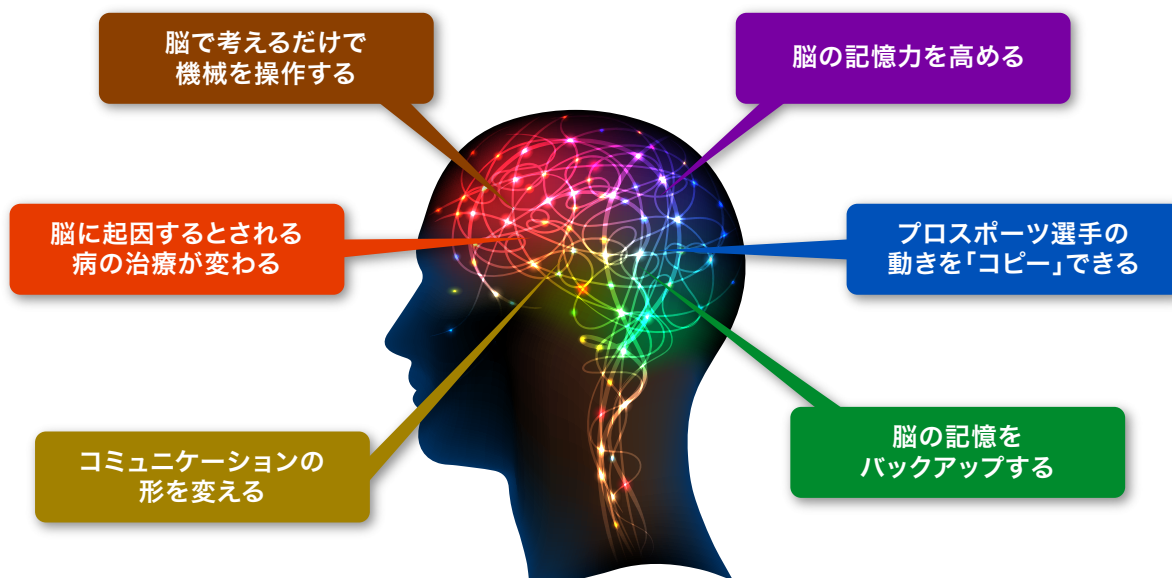 脳で考えるだけで
機械を操作する
脳の記憶力を高める
脳に起因するとされる
病の治療が変わる
プロスポーツ選手の
動きを「コピー」できる
コミュニケーションの
形を変える
脳の記憶を
バックアップする